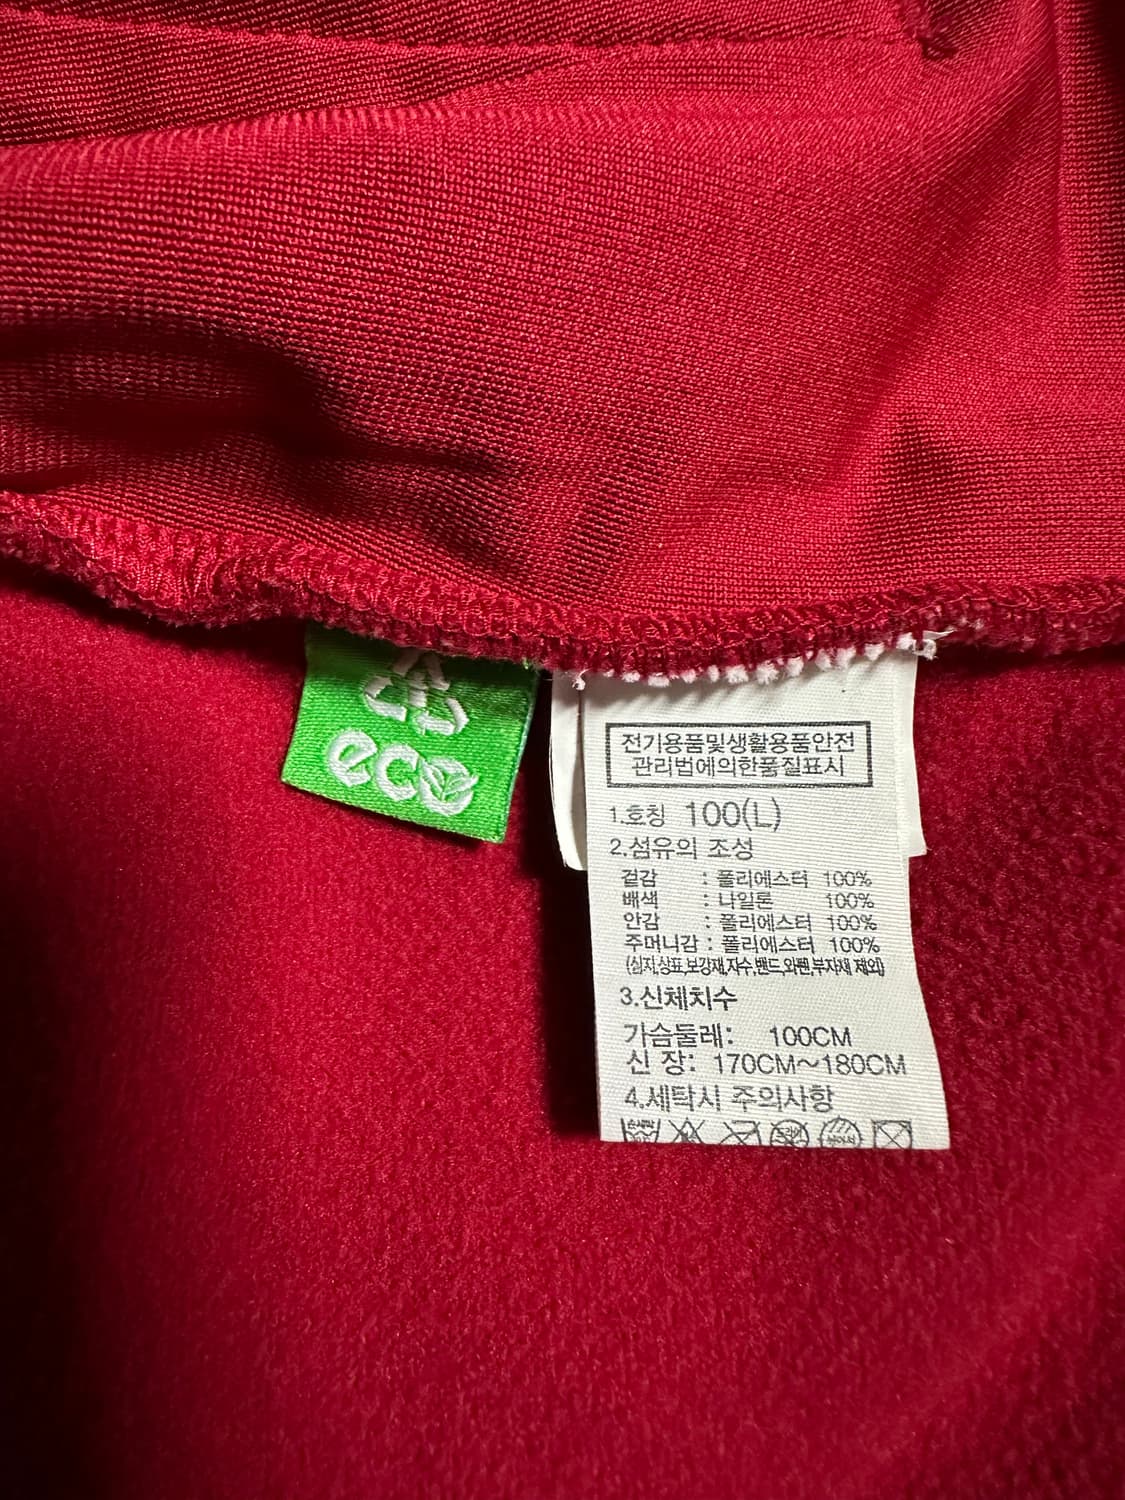 eco
전기용품및생활용품안전
관리법에의한품질표시
1.호칭 100(L)
2.섬유의 조성
겉감 : 폴리에스터 100%
배색 : 나일론 100%
안감 : 폴리에스터 100%
주머니감 : 폴리에스터 100%
(심지,상표,보강재,자수,밴드,와펜,부자재 제외)
3.신체치수
가슴둘레: 100CM
신 장: 170CM~180CM
4.세탁시 주의사항